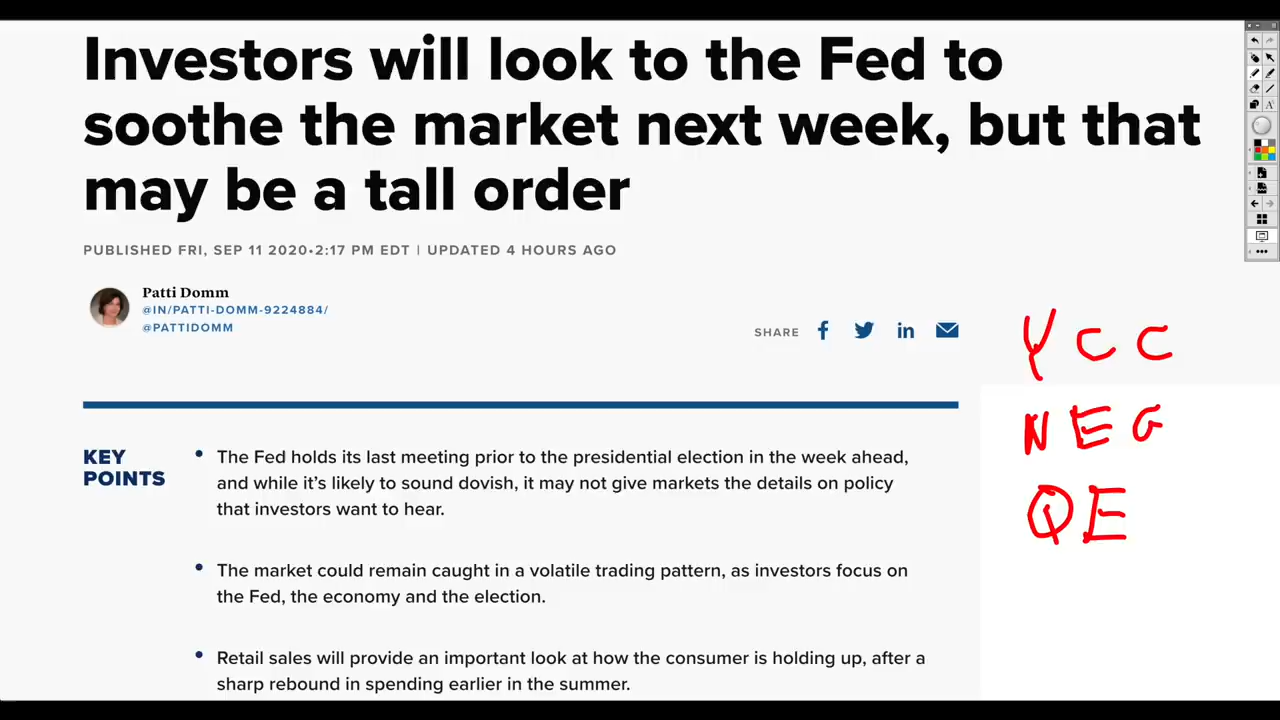 Investors will look to the Fed to
soothe the market next week, but that
may be a tall order
PUBLISHED FRI, SEP 11 2020•2:17 PM EDT | UPDATED 4 HOURS AGO
Patti Domm
@IN/PATTI-DOMM-9224884/
@PATTIDOMM
SHARE
YCC
NEG
QE
KEY
POINTS
• The Fed holds its last meeting prior to the presidential election in the week ahead,
and while it’s likely to sound dovish, it may not give markets the details on policy
that investors want to hear.
• The market could remain caught in a volatile trading pattern, as investors focus on
the Fed, the economy and the election.
• Retail sales will provide an important look at how the consumer is holding up, after a
sharp rebound in spending earlier in the summer.